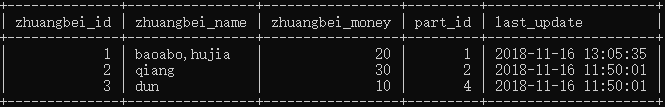 zhuangbei_id | zhuangbei_name | zhuangbei_money | part_id | last_update
1 | baoabo,hujia | 20 | 1 | 2018-11-16 13:05:35
2 | qiang | 30 | 2 | 2018-11-16 11:50:01
3 | dun | 10 | 4 | 2018-11-16 11:50:01